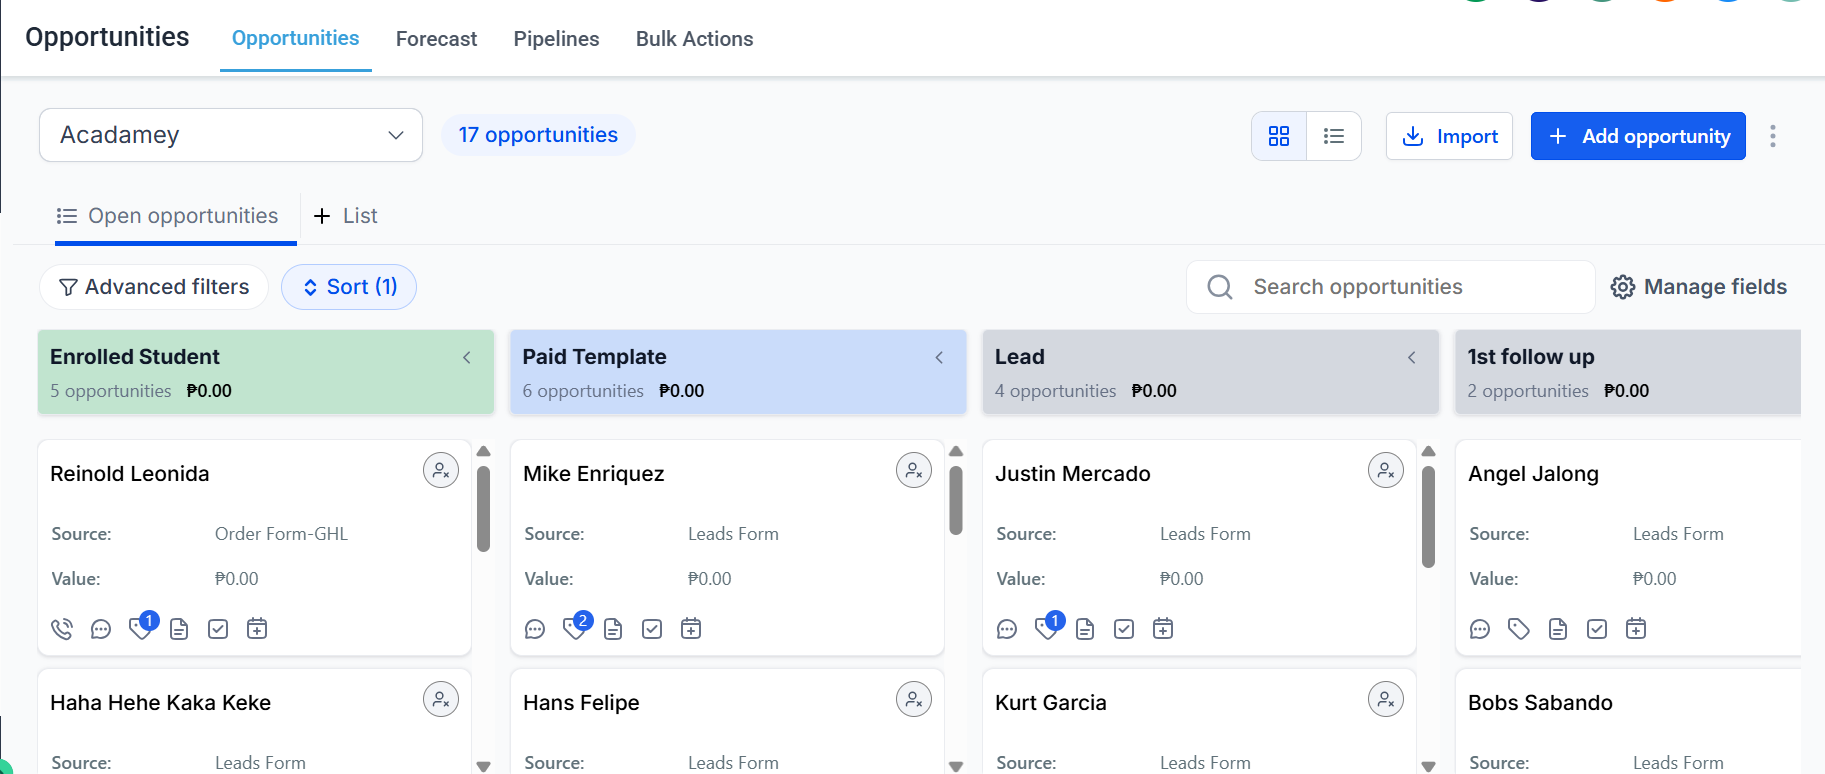 Opportunities Opportunities Forecast Pipelines Bulk Actions
Acadamey 17 opportunities Import + Add opportunity
Open opportunities + List
Advanced filters Sort (1) Search opportunities Manage fields
Enrolled Student
5 opportunities ₱0.00
Paid Template
6 opportunities ₱0.00
Lead
4 opportunities ₱0.00
1st follow up
2 opportunities ₱0.00
Reinold Leonida
Source: Order Form-GHL
Value: ₱0.00
1
Haha Hehe Kaka Keke
Source: Leads Form
Mike Enriquez
Source: Leads Form
Value: ₱0.00
2
Hans Felipe
Source: Leads Form
Justin Mercado
Source: Leads Form
Value: ₱0.00
1
Kurt Garcia
Source: Leads Form
Angel Jalong
Source: Leads Form
Value: ₱0.00
Bobs Sabando
Source: Leads Form